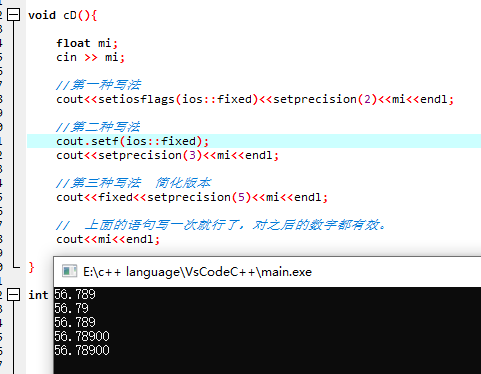 void cD(){
float mi;
cin >> mi;
//第一种写法
cout<<setiosflags(ios::fixed)<<setprecision(2)<<mi<<endl;
//第二种写法
cout.setf(ios::fixed);
cout<<setprecision(3)<<mi<<endl;
//第三种写法  简化版本
cout<<fixed<<setprecision(5)<<mi<<endl;
//  上面的语句写一次就行了，对之后的数字都有效。
cout<<mi<<endl;
}
int
E:\c++ language\VsCodeC++\main.exe
56.789
56.79
56.789
56.78900
56.78900